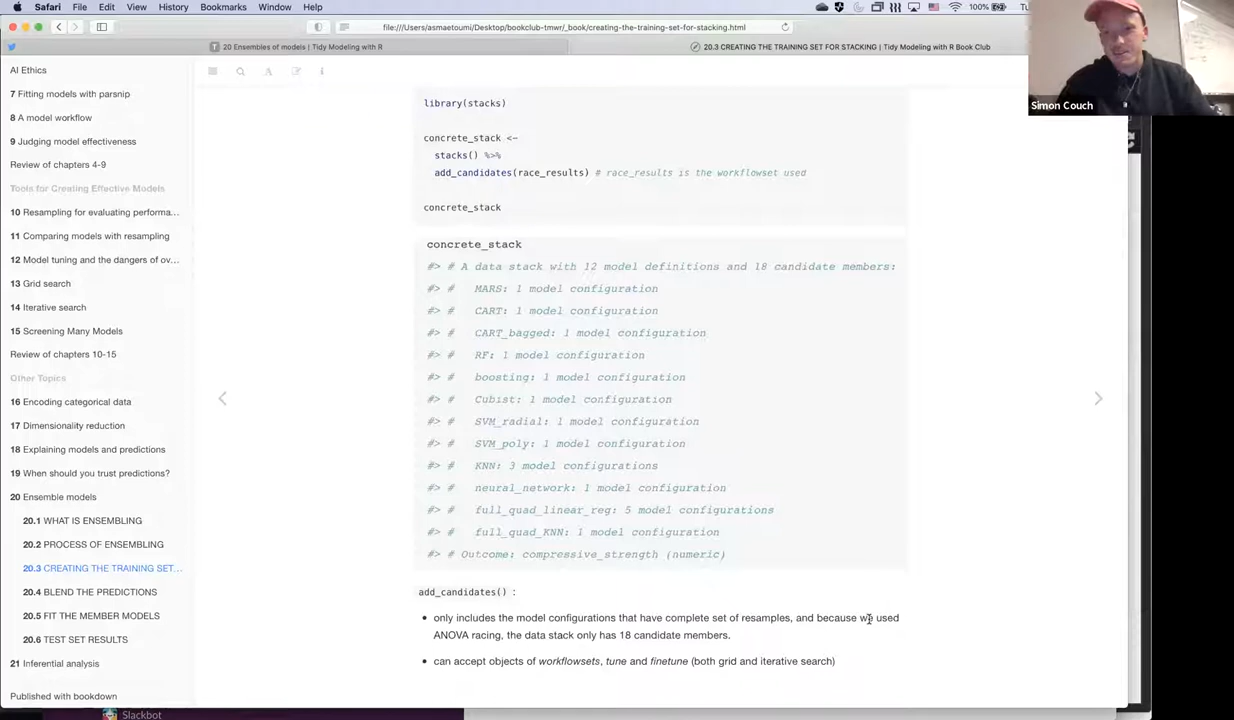 Safari File Edit View History Bookmarks Window Help 100%
file:///Users/asmaetoumi/Desktop/bookclub-tmwr/_book/creating-the-training-set-for-stacking.html
20 Ensembles of models | Tidy Modeling with R
20.3 CREATING THE TRAINING SET FOR STACKING | Tidy Modeling with R Book Club
Simon Couch
AI Ethics
7 Fitting models with parsnip
8 A model workflow
9 Judging model effectiveness
Review of chapters 4-9
Tools for Creating Effective Models
10 Resampling for evaluating performa...
11 Comparing models with resampling
12 Model tuning and the dangers of ov...
13 Grid search
14 Iterative search
15 Screening Many Models
Review of chapters 10-15
Other Topics
16 Encoding categorical data
17 Dimensionality reduction
18 Explaining models and predictions
19 When should you trust predictions?
20 Ensemble models
20.1 WHAT IS ENSEMBLING
20.2 PROCESS OF ENSEMBLING
20.3 CREATING THE TRAINING SET...
20.4 BLEND THE PREDICTIONS
20.5 FIT THE MEMBER MODELS
20.6 TEST SET RESULTS
21 Inferential analysis
Published with bookdown
library(stacks)
concrete_stack <-
stacks() %>%
add_candidates(race_results) # race_results is the workflowset used
concrete_stack
concrete_stack
#> # A data stack with 12 model definitions and 18 candidate members:
#> # MARS: 1 model configuration
#> # CART: 1 model configuration
#> # CART_bagged: 1 model configuration
#> # RF: 1 model configuration
#> # boosting: 1 model configuration
#> # Cubist: 1 model configuration
#> # SVM_radial: 1 model configuration
#> # SVM_poly: 1 model configuration
#> # KNN: 3 model configurations
#> # neural_network: 1 model configuration
#> # full_quad_linear_reg: 5 model configurations
#> # full_quad_KNN: 1 model configuration
#> # Outcome: compressive_strength (numeric)
add_candidates() :
• only includes the model configurations that have complete set of resamples, and because we used
ANOVA racing, the data stack only has 18 candidate members.
• can accept objects of workflowsets, tune and finetune (both grid and iterative search)
Slackbot